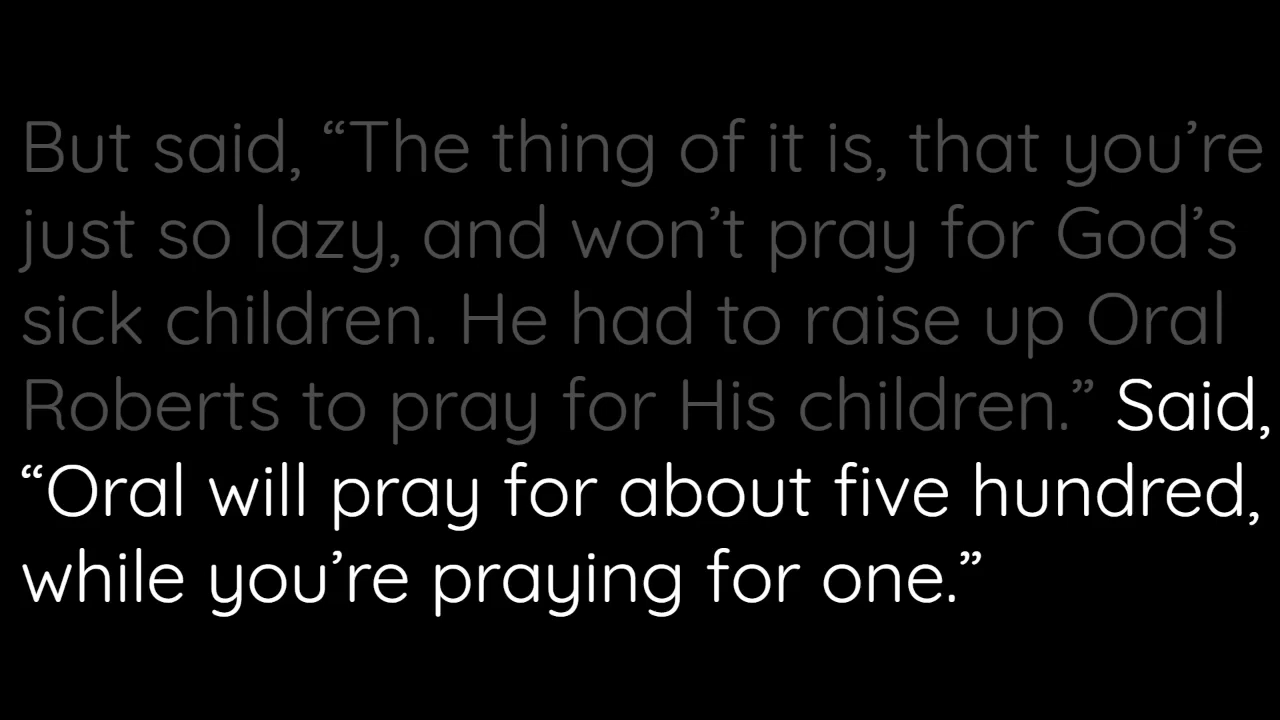 But said, “The thing of it is, that you’re
just so lazy, and won’t pray for God’s
sick children. He had to raise up Oral
Roberts to pray for His children.” Said,
“Oral will pray for about five hundred,
while you’re praying for one.”